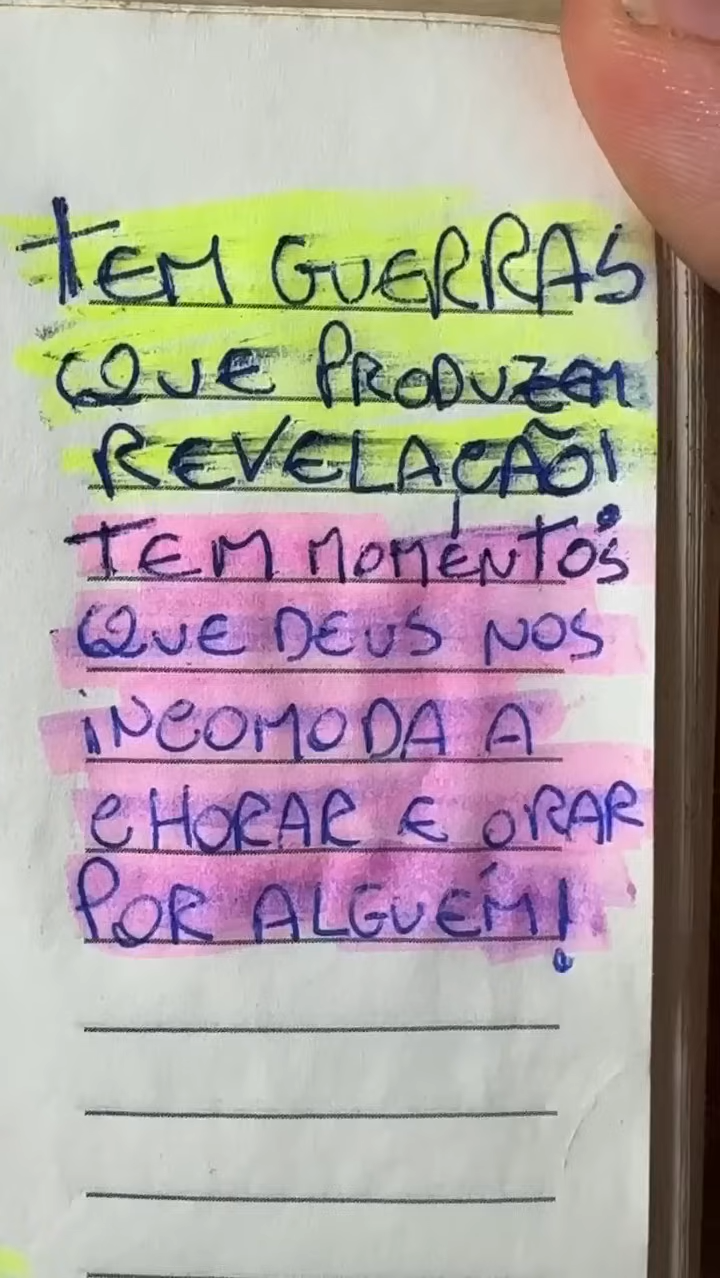 TEM GUERRAS
QUE PRODUZEM
REVELAÇÃO!
TEM MOMENTOS
QUE DEUS NOS
INCOMODA A
CHORAR E ORAR
POR ALGUÉM!